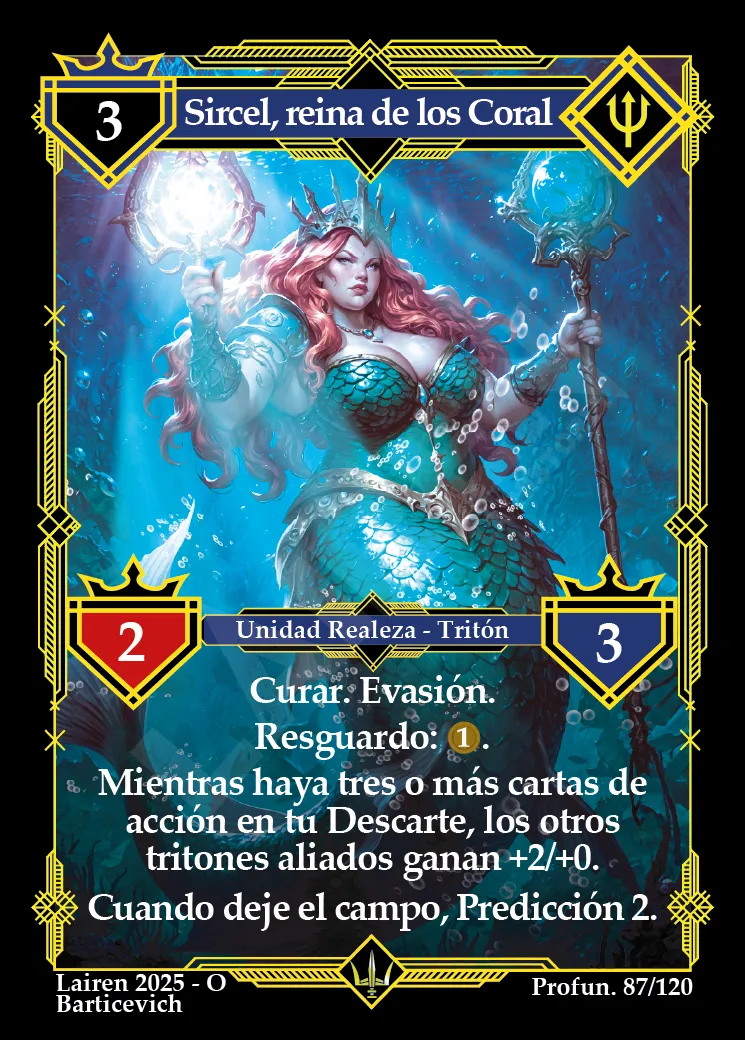 3
Sircel, reina de los Coral
2
Unidad Realeza - Tritón
3
Curar. Evasión.
Resguardo: 1.
Mientras haya tres o más cartas de
acción en tu Descarte, los otros
tritones aliados ganan +2/+0.
Cuando deje el campo, Predicción 2.
Lairen 2025 - O
Barticevich
Profun. 87/120